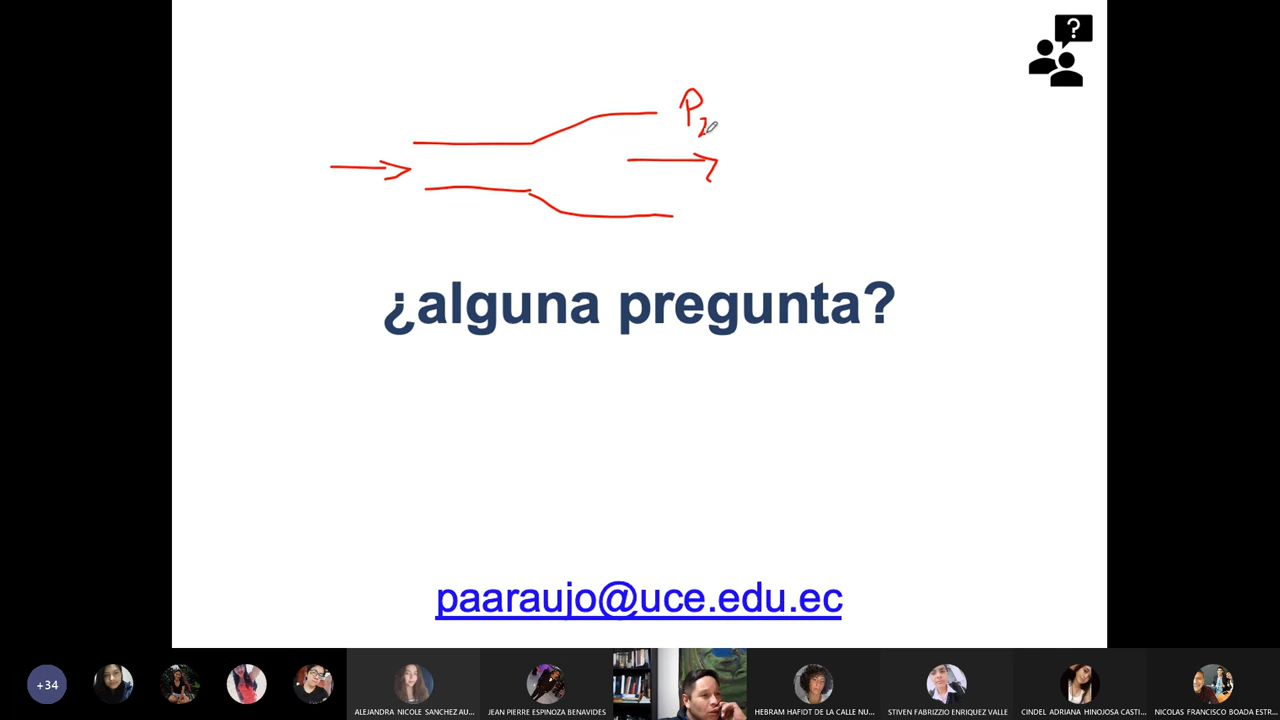 ?
P2
¿alguna pregunta?
paaraujo@uce.edu.ec
+34
ALEJANDRA NICOLE SANCHEZ AU...
JEAN PIERRE ESPINOZA BENAVIDES
HEBRAM HAFIDT DE LA CALLE NU...
STIVEN FABRIZZIO ENRIQUEZ VALLE
CINDEL ADRIANA HINOJOSA CASTI...
NICOLAS FRANCISCO BOADA ESTR...